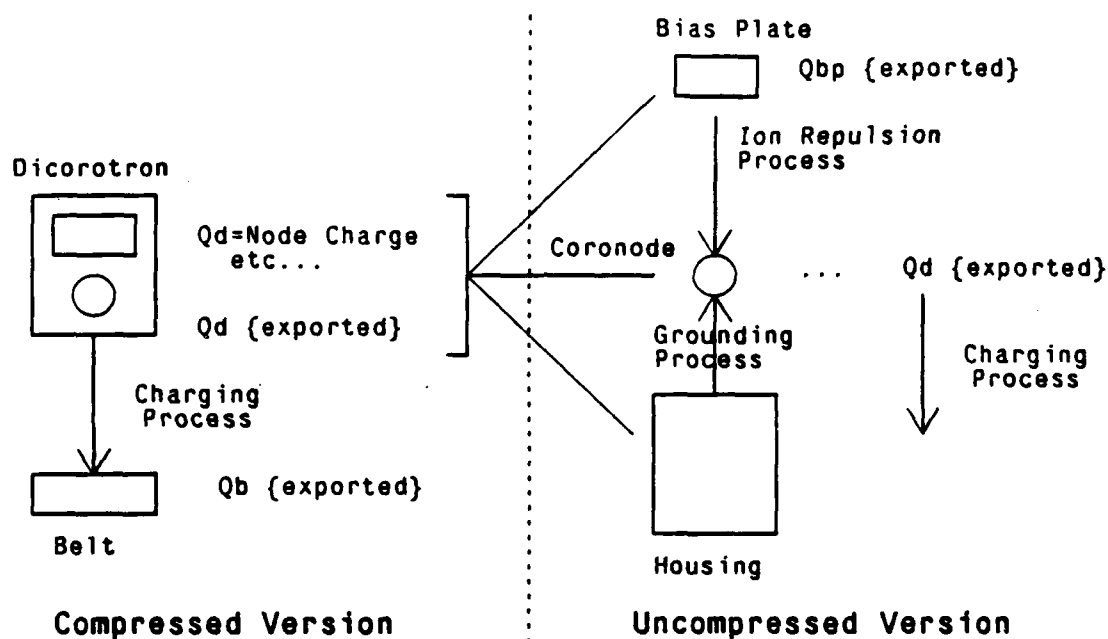 Dicorotron
Qd=Node Charge
etc...
Qd {exported}
Charging
Process
Qb {exported}
Belt
Compressed Version
Bias Plate
Qbp {exported}
Ion Repulsion
Process
Coronode
...
Qd {exported}
Grounding
Process
Charging
Process
Housing
Uncompressed Version